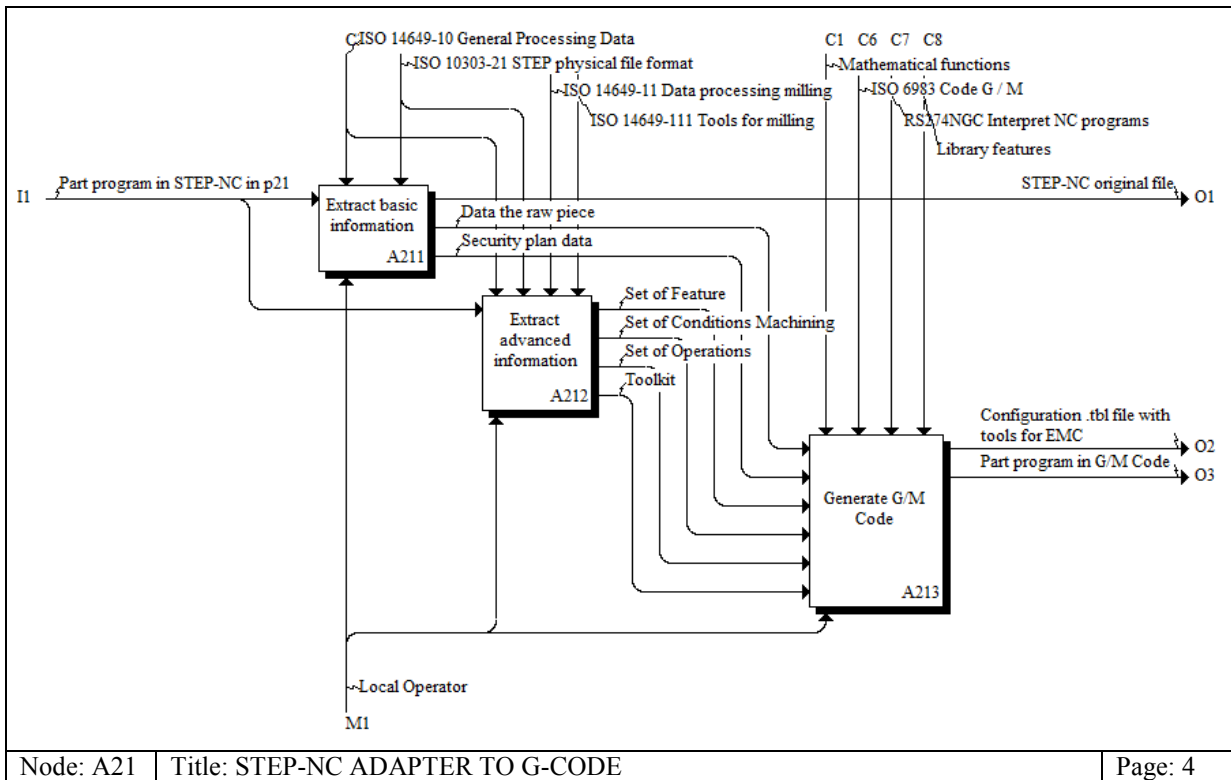 C ISO 14649-10 General Processing Data
ISO 10303-21 STEP physical file format
ISO 14649-11 Data processing milling
ISO 14649-111 Tools for milling
C1 C6 C7 C8
Mathematical functions
ISO 6983 Code G / M
RS274NGC Interpret NC programs
Library features
I1
Part program in STEP-NC in p21
STEP-NC original file
O1
Extract basic
information
A211
Data the raw piece
Security plan data
Extract
advanced
information
A212
Set of Feature
Set of Conditions Machining
Set of Operations
Toolkit
Generate G/M
Code
A213
Configuration .tbl file with
tools for EMC
O2
Part program in G/M Code
O3
Local Operator
M1
Node: A21
Title: STEP-NC ADAPTER TO G-CODE
Page: 4